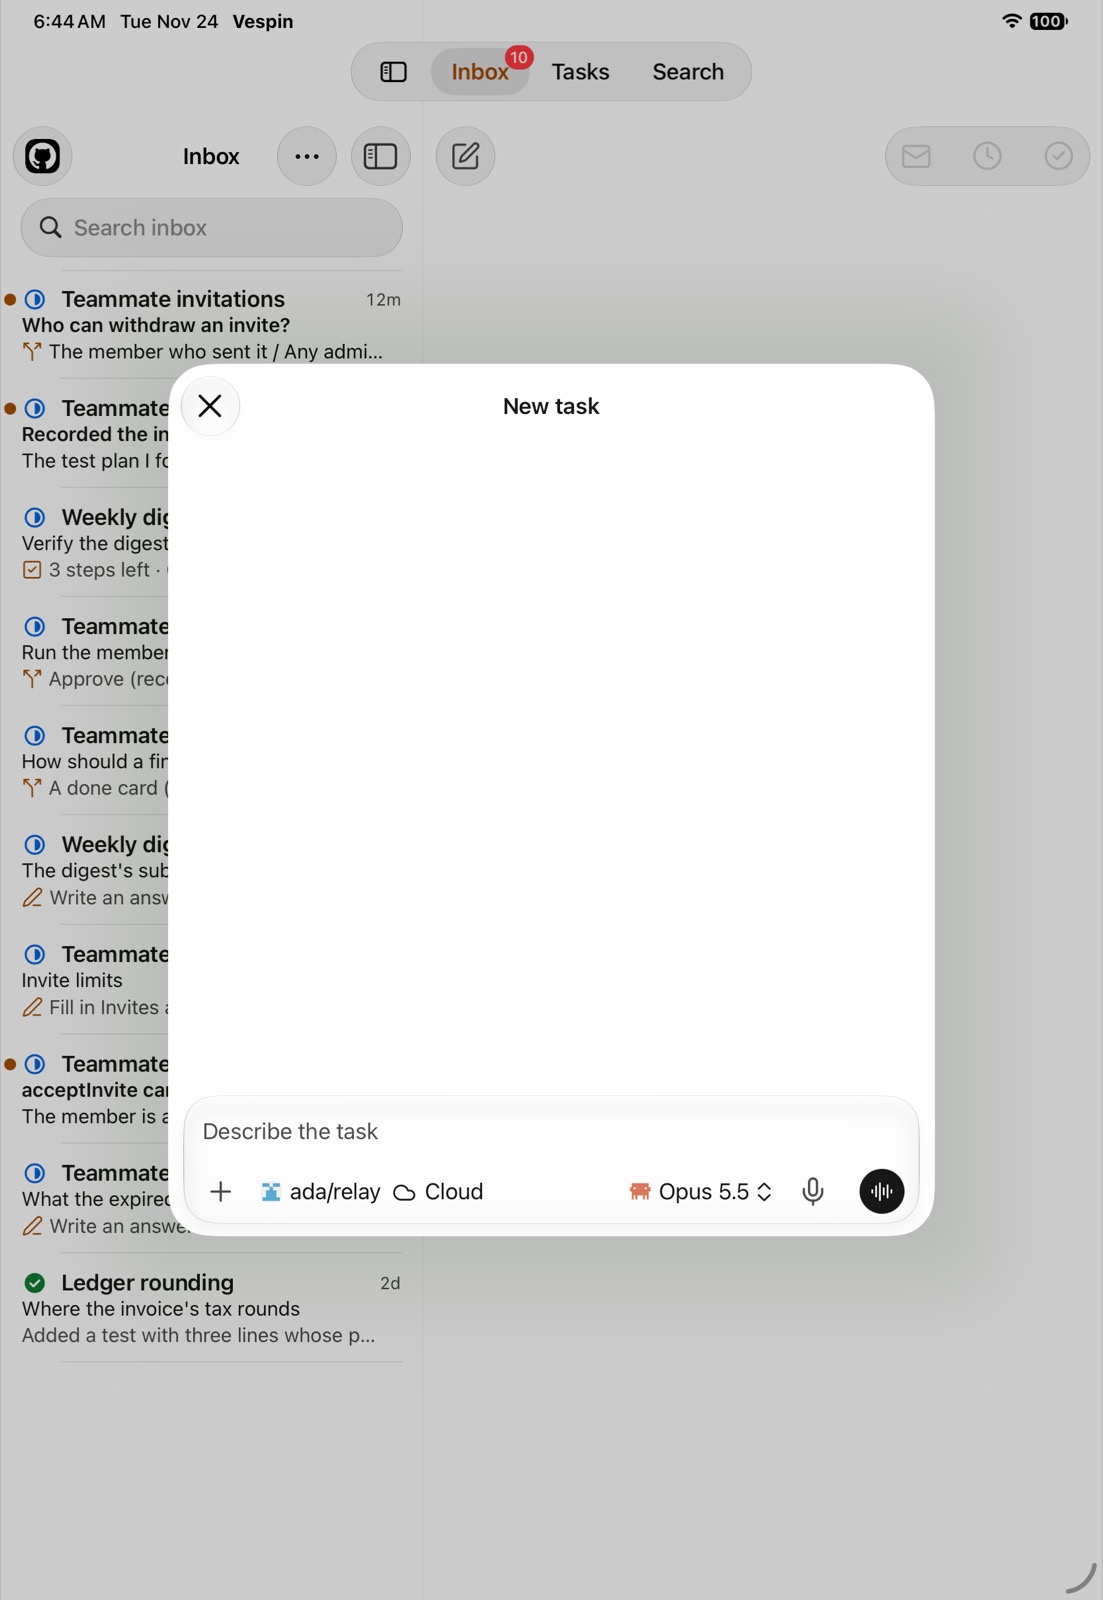 6:44 AM Tue Nov 24 Vespin
100
Inbox 10 Tasks Search
Inbox
Search inbox
Teammate invitations 12m
Who can withdraw an invite?
The member who sent it / Any admi...
Teammate
Recorded the in
The test plan I fo
Weekly dig
Verify the digest
3 steps left ·
Teammate
Run the member
Approve (reco
Teammate
How should a fin
A done card (
Weekly dig
The digest's sub
Write an answ
Teammate
Invite limits
Fill in Invites a
Teammate
acceptInvite can
The member is a
Teammate
What the expired
Write an answe
Ledger rounding 2d
Where the invoice's tax rounds
Added a test with three lines whose p...
New task
Describe the task
ada/relay Cloud Opus 5.5